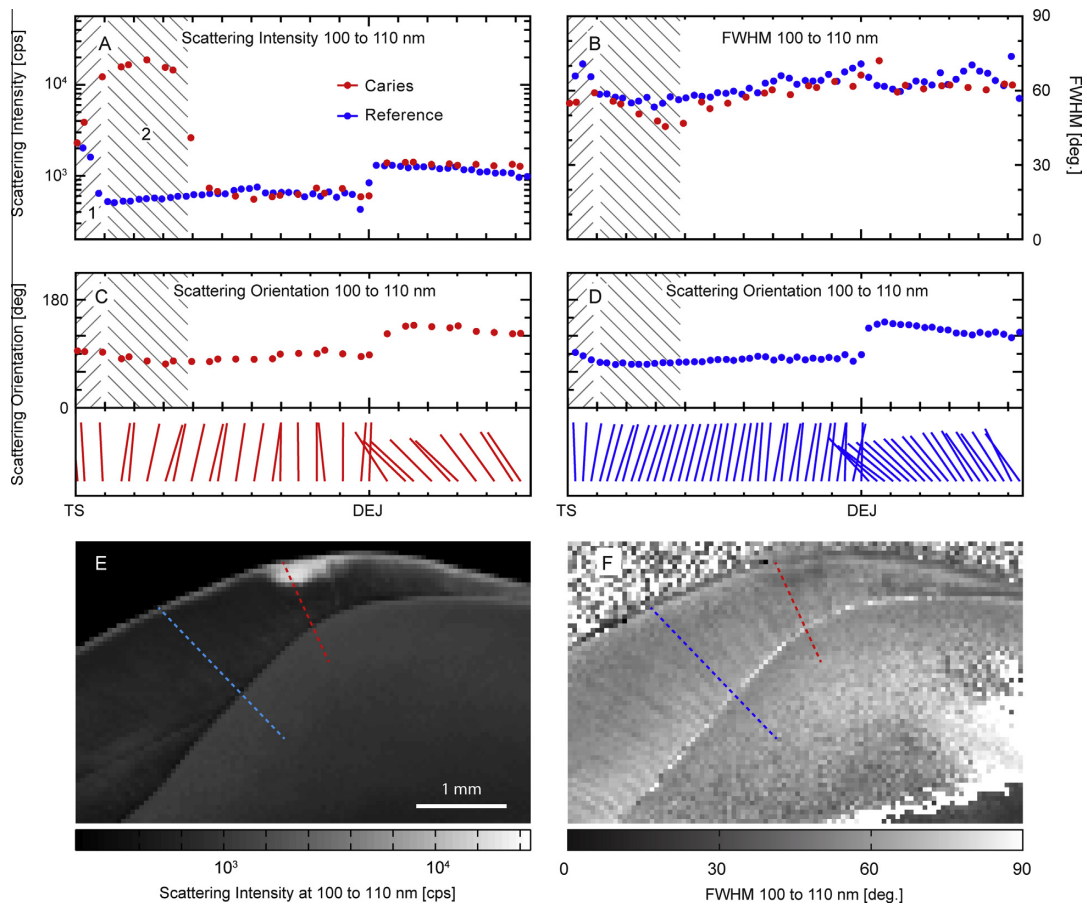 A
Scattering Intensity 100 to 110 nm
Scattering Intensity [cps]
10⁴
10³
Caries
Reference
1
2
B
FWHM 100 to 110 nm
90
60
30
0
FWHM [deg.]
C
Scattering Orientation 100 to 110 nm
Scattering Orientation [deg]
180
0
TS
DEJ
D
Scattering Orientation 100 to 110 nm
TS
DEJ
E
1 mm
10³
10⁴
Scattering Intensity at 100 to 110 nm [cps]
F
0
30
60
90
FWHM 100 to 110 nm [deg.]